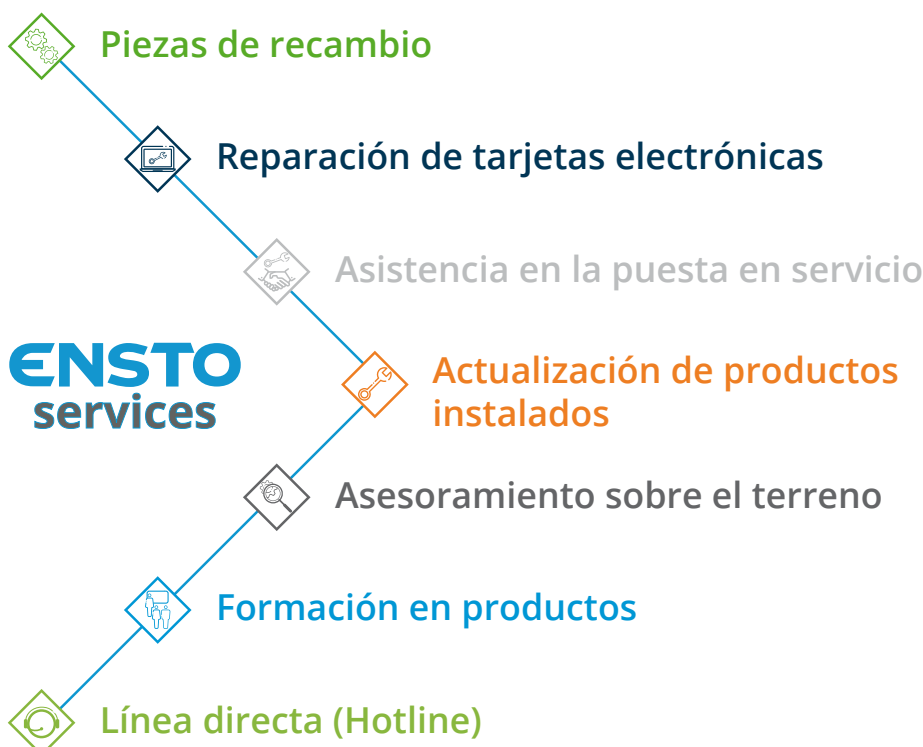 Piezas de recambio
Reparación de tarjetas electrónicas
Asistencia en la puesta en servicio
ENSTO
services
Actualización de productos
instalados
Asesoramiento sobre el terreno
Formación en productos
Línea directa (Hotline)